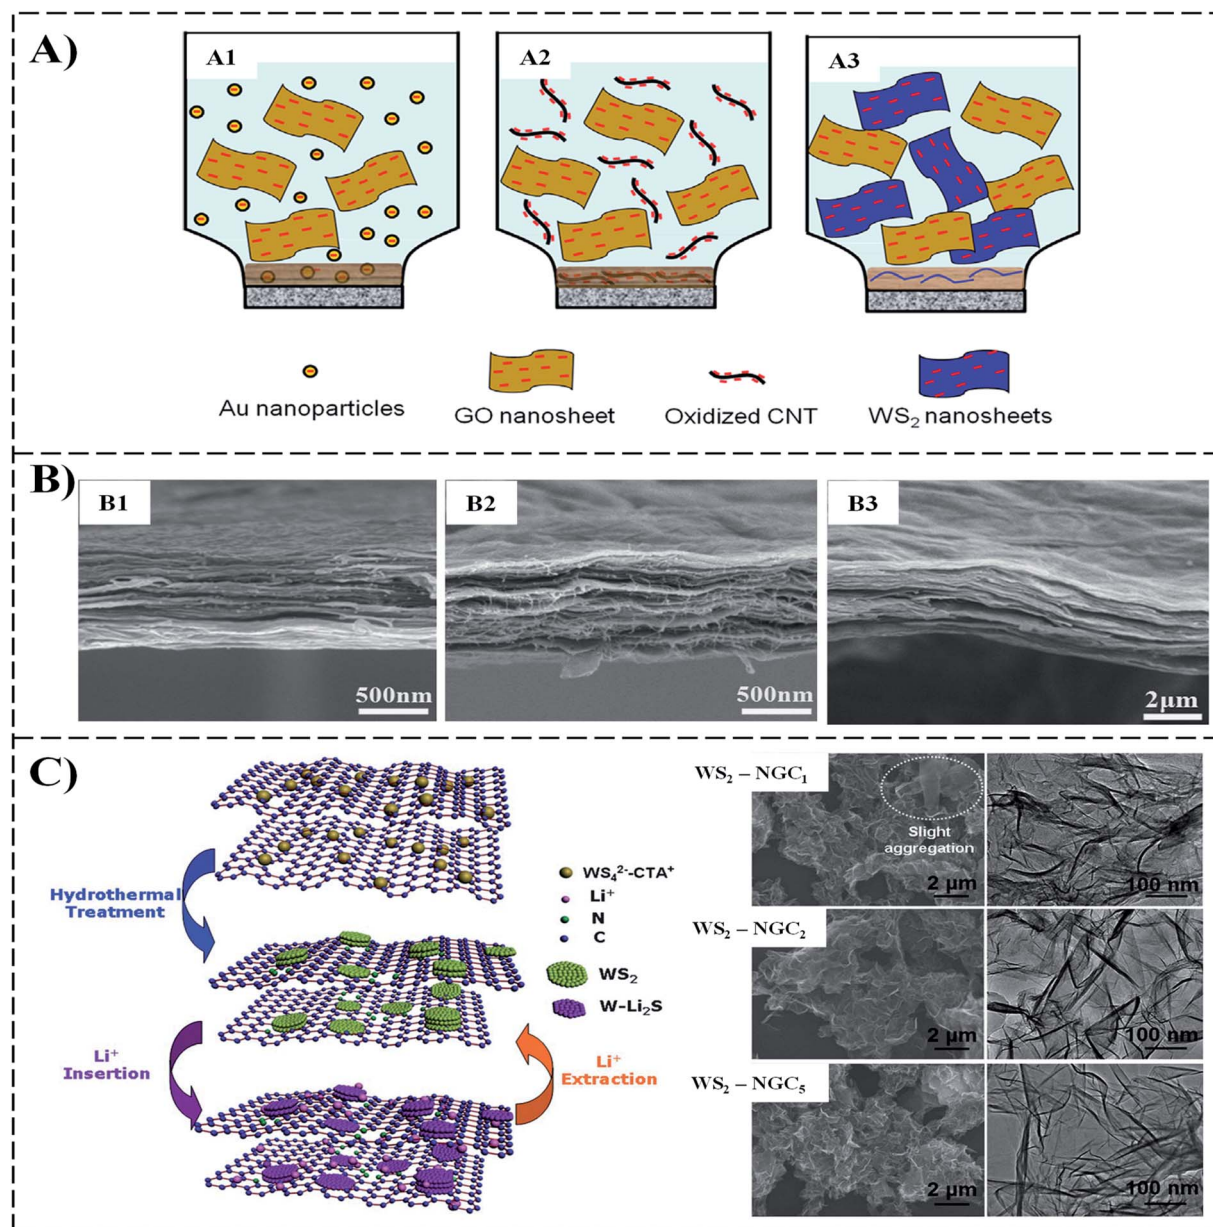 A)
A1
A2
A3
Au nanoparticles
GO nanosheet
Oxidized CNT
WS₂ nanosheets
B)
B1
500nm
B2
500nm
B3
2µm
C)
Hydrothermal
Treatment
Li⁺
Insertion
Li⁺
Extraction
WS₄²⁻-CTA⁺
Li⁺
N
C
WS₂
W-Li₂S
WS₂ – NGC₁
Slight
aggregation
2 µm
100 nm
WS₂ – NGC₂
2 µm
100 nm
WS₂ – NGC₅
2 µm
100 nm